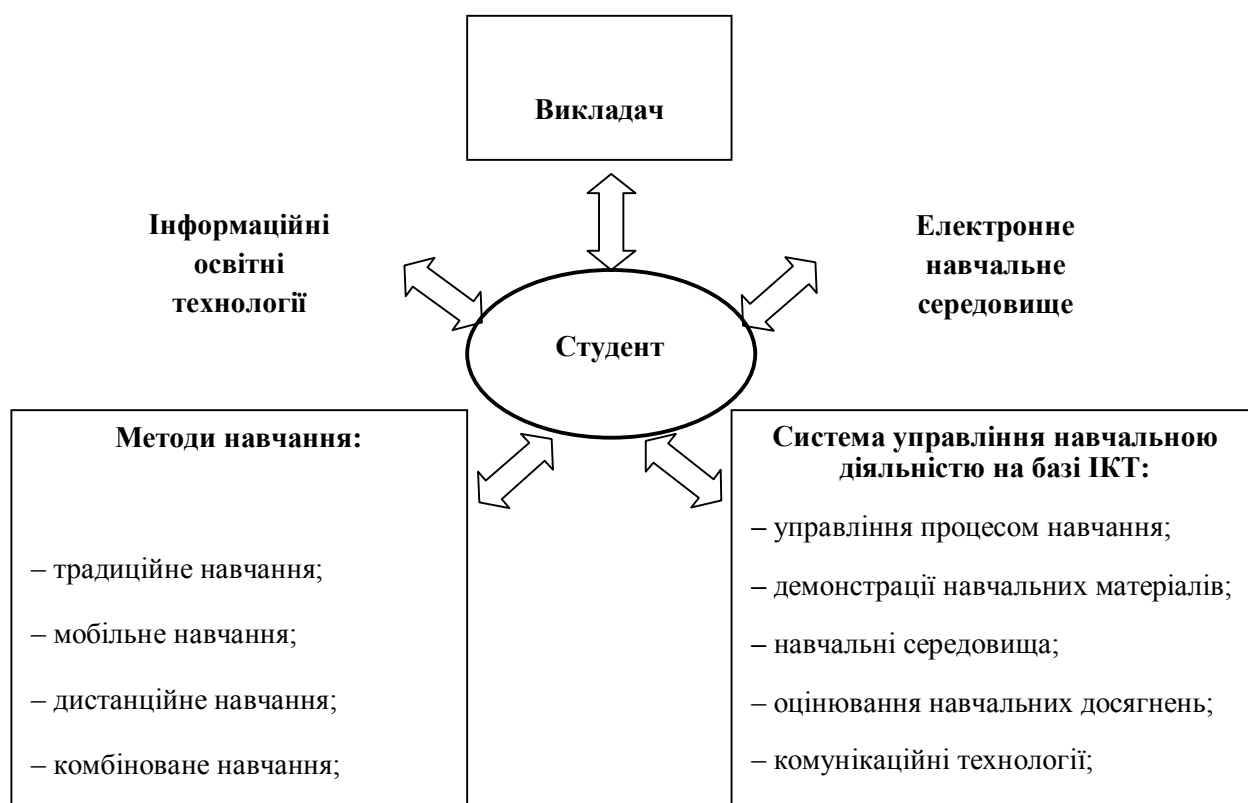 Викладач
Інформаційні
освітні
технології
Електронне
навчальне
середовище
Студент
Методи навчання:
– традиційне навчання;
– мобільне навчання;
– дистанційне навчання;
– комбіноване навчання;
Система управління навчальною
діяльністю на базі ІКТ:
– управління процесом навчання;
– демонстрації навчальних матеріалів;
– навчальні середовища;
– оцінювання навчальних досягнень;
– комунікаційні технології;